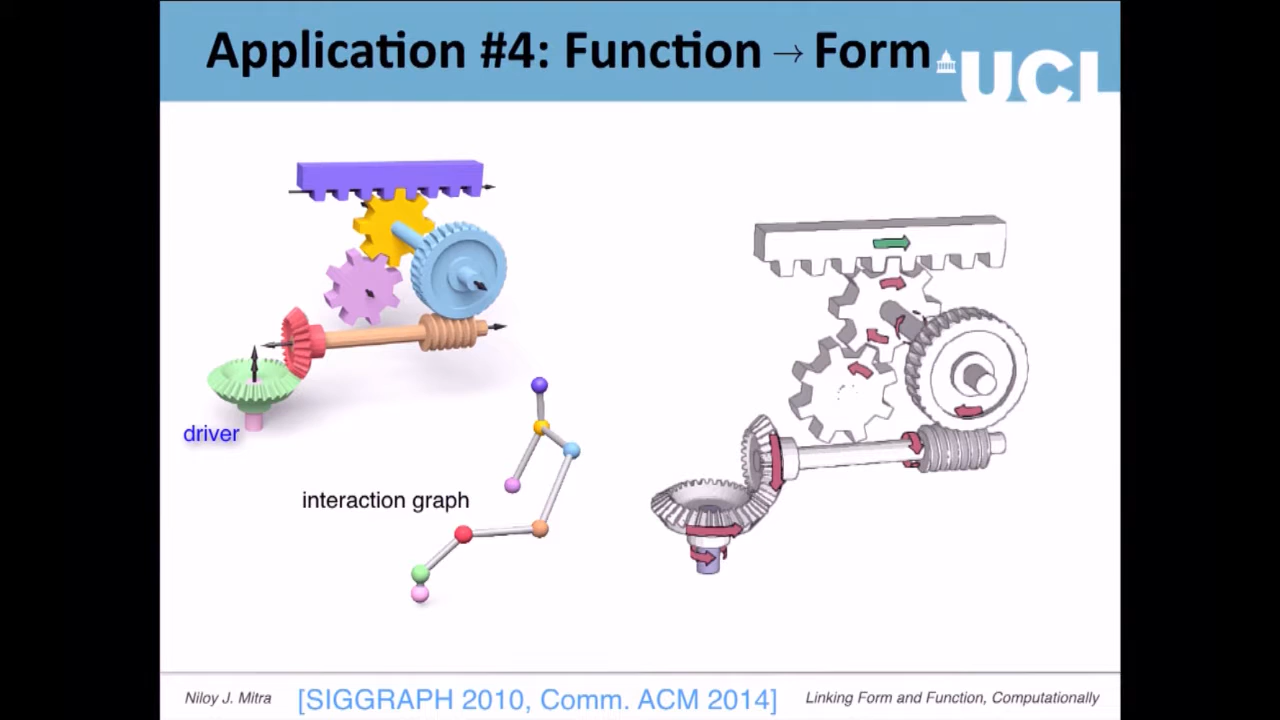 Application #4: Function → Form
UCL
driver
interaction graph
Niloy J. Mitra
[SIGGRAPH 2010, Comm. ACM 2014]
Linking Form and Function, Computationally